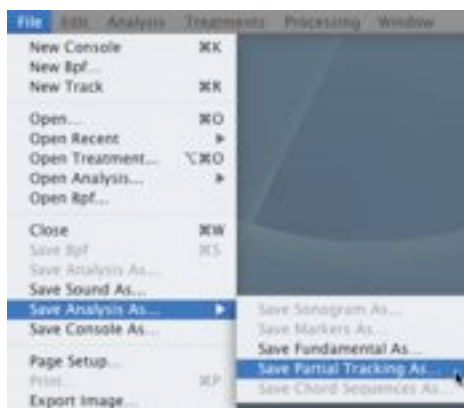 File Edit Analysis Treatments Processing Window
New Console ⌘K
New Bpf...
New Track ⌘R
Open... ⌘O
Open Recent
Open Treatment... ⌥⌘O
Open Analysis...
Open Bpf...
Close ⌘W
Save Bpf ⌘S
Save Analysis As...
Save Sound As...
Save Analysis As...
Save Console As...
Page Setup...
Print... ⌘P
Export Image...
Save Sonogram As...
Save Markers As...
Save Fundamental As...
Save Partial Tracking As...
Save Chord Sequences As...